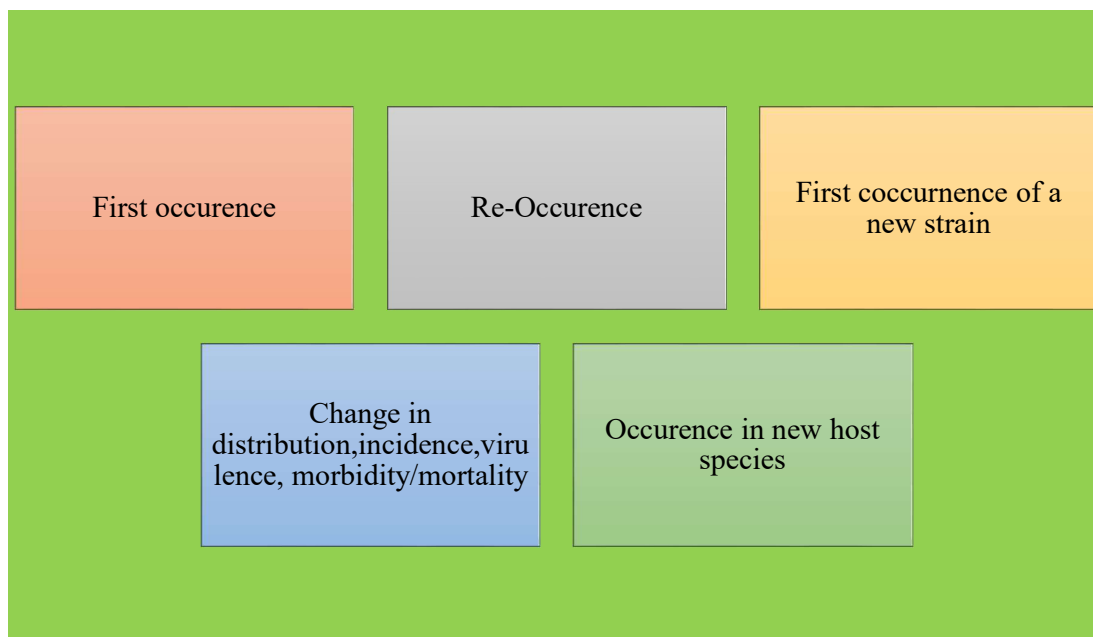 First occurence
Re-Occurence
First coccurnence of a
new strain
Change in
distribution,incidence,viru
lence, morbidity/mortality
Occurence in new host
species